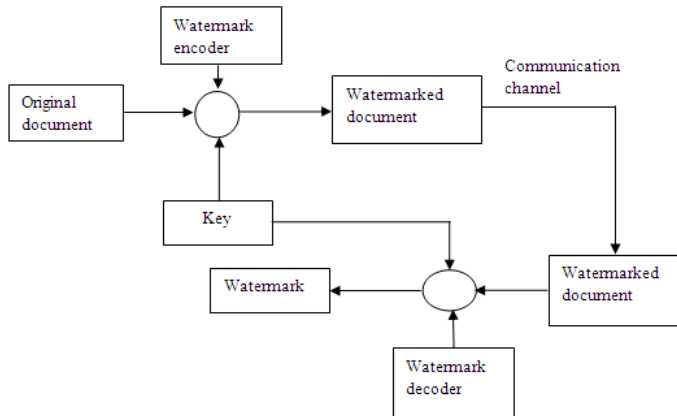 Watermark
encoder
Communication
channel
Original
document
Watermarked
document
Key
Watermark
Watermarked
document
Watermark
decoder